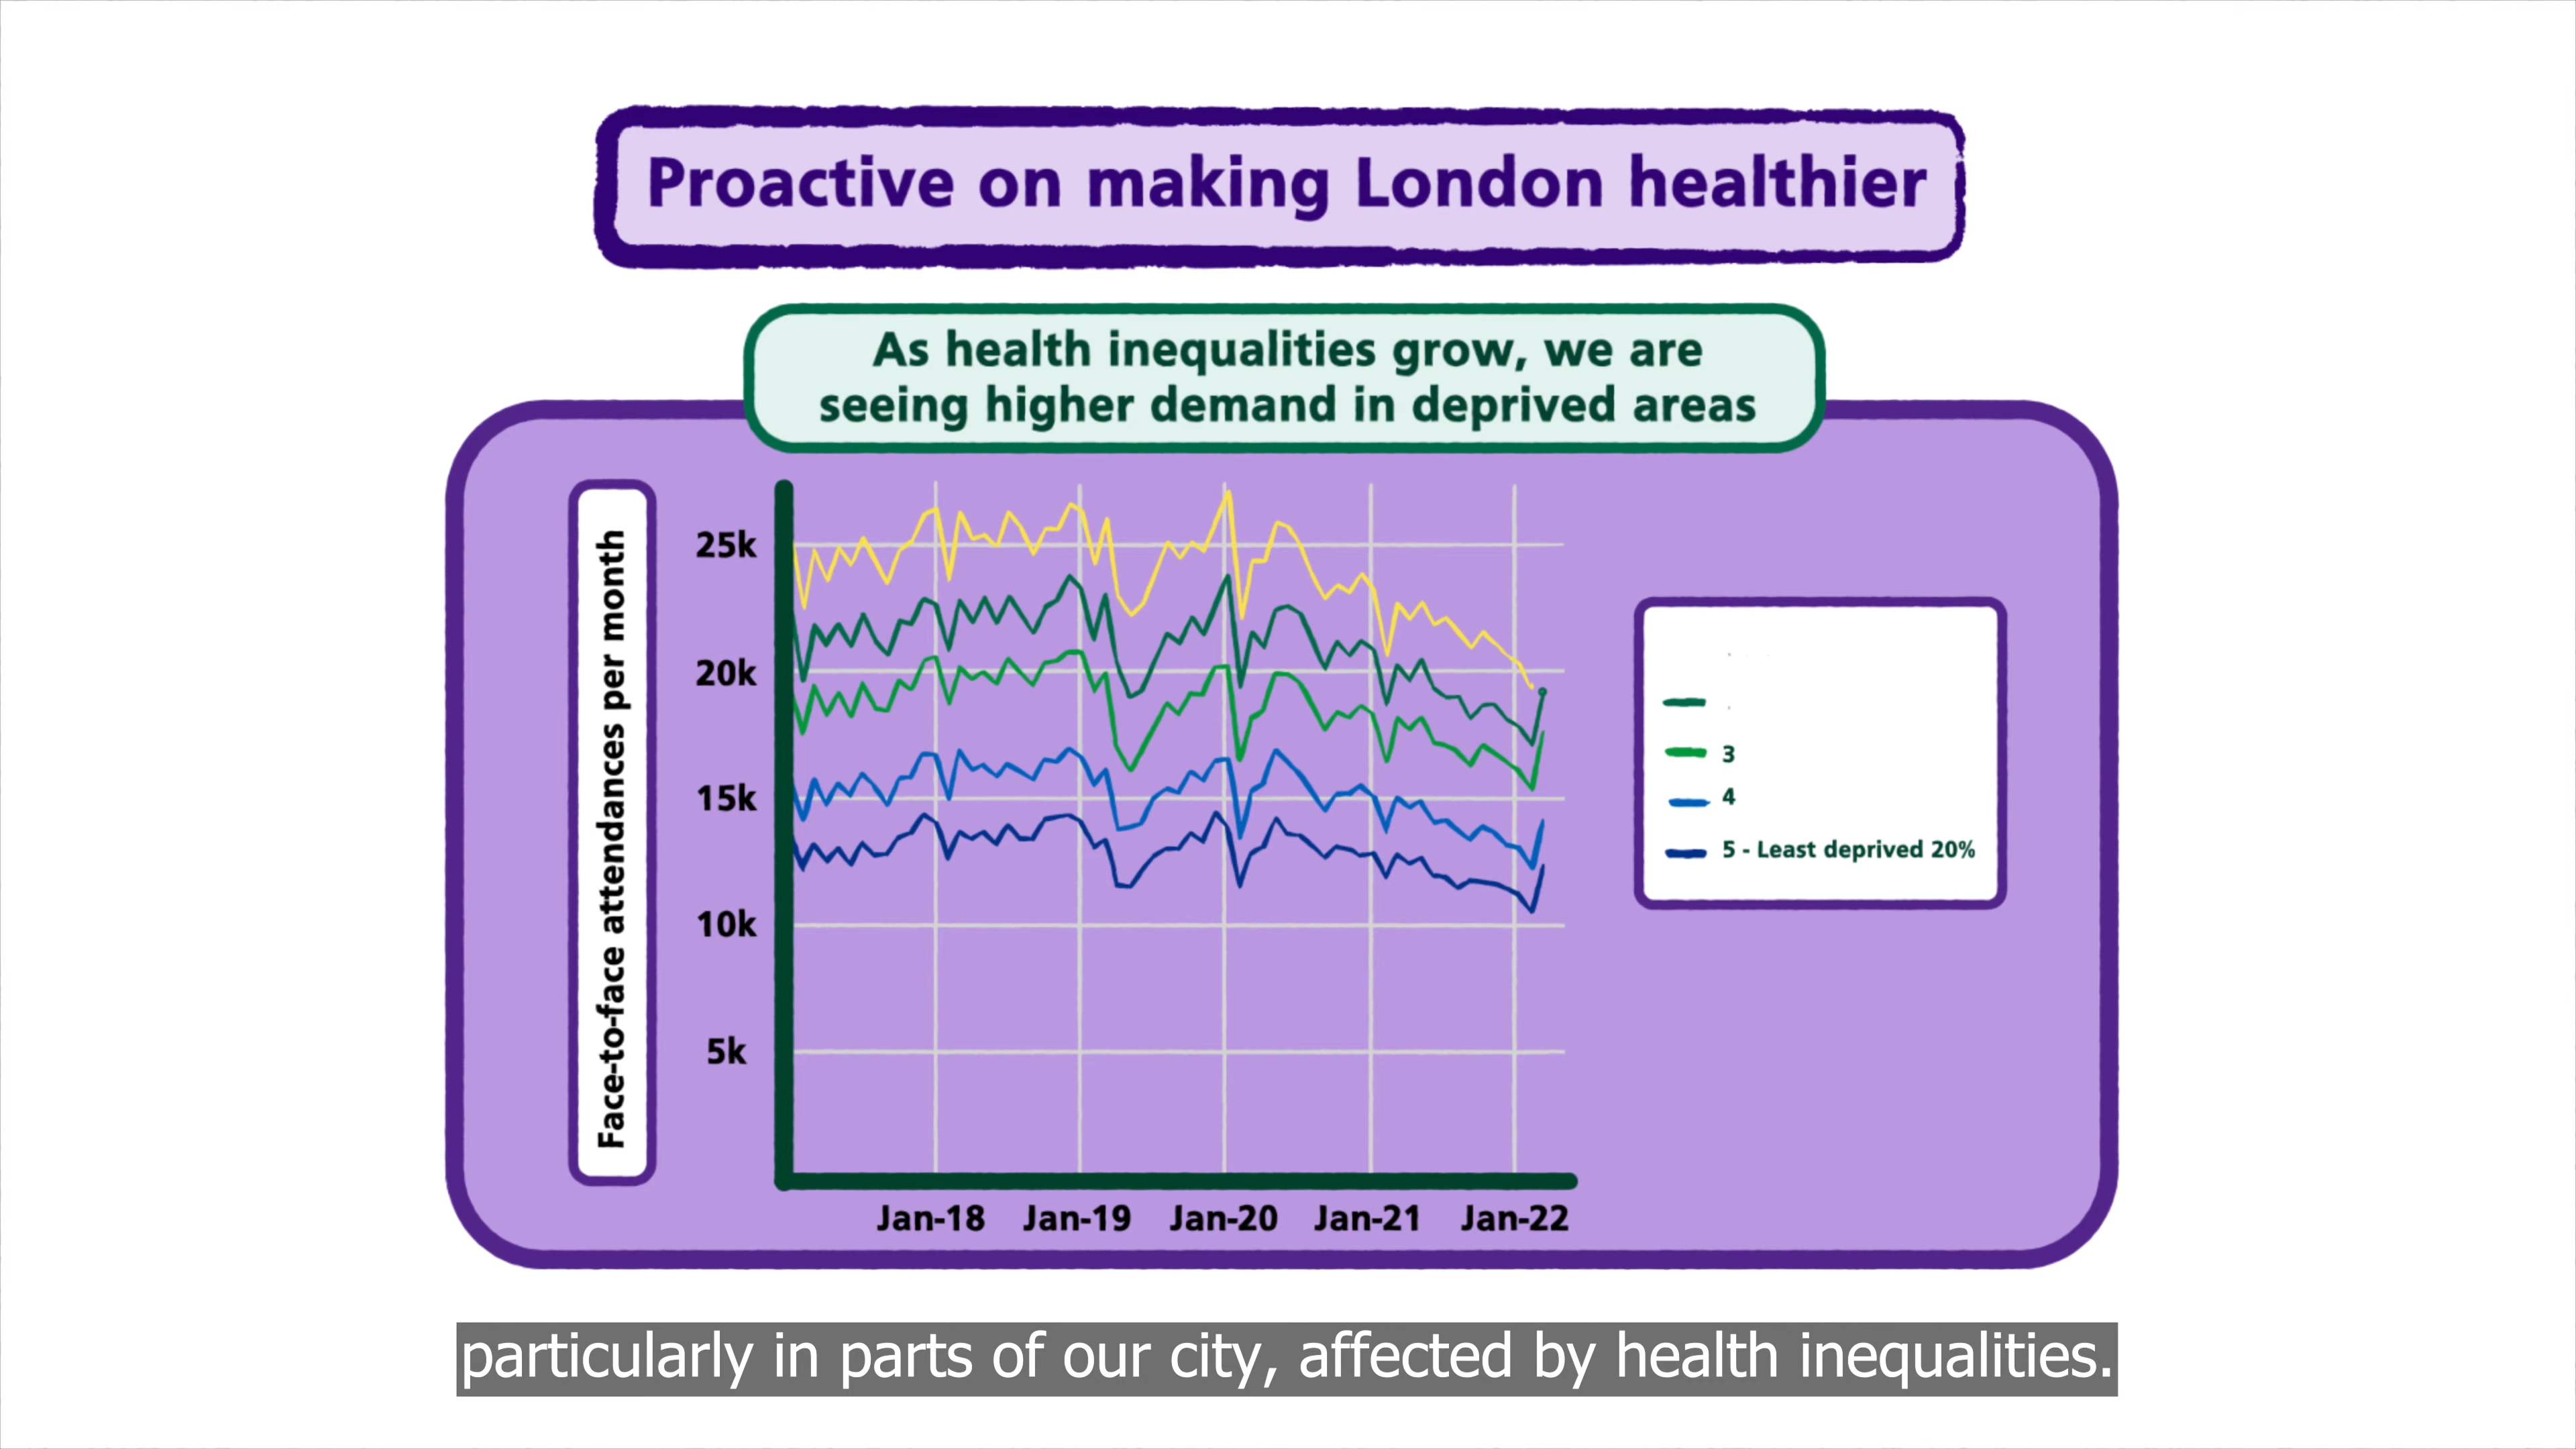 Proactive on making London healthier
As health inequalities grow, we are
seeing higher demand in deprived areas
Face-to-face attendances per month
25k
20k
15k
10k
5k
Jan-18 Jan-19 Jan-20 Jan-21 Jan-22
3
4
5 - Least deprived 20%
particularly in parts of our city, affected by health inequalities.